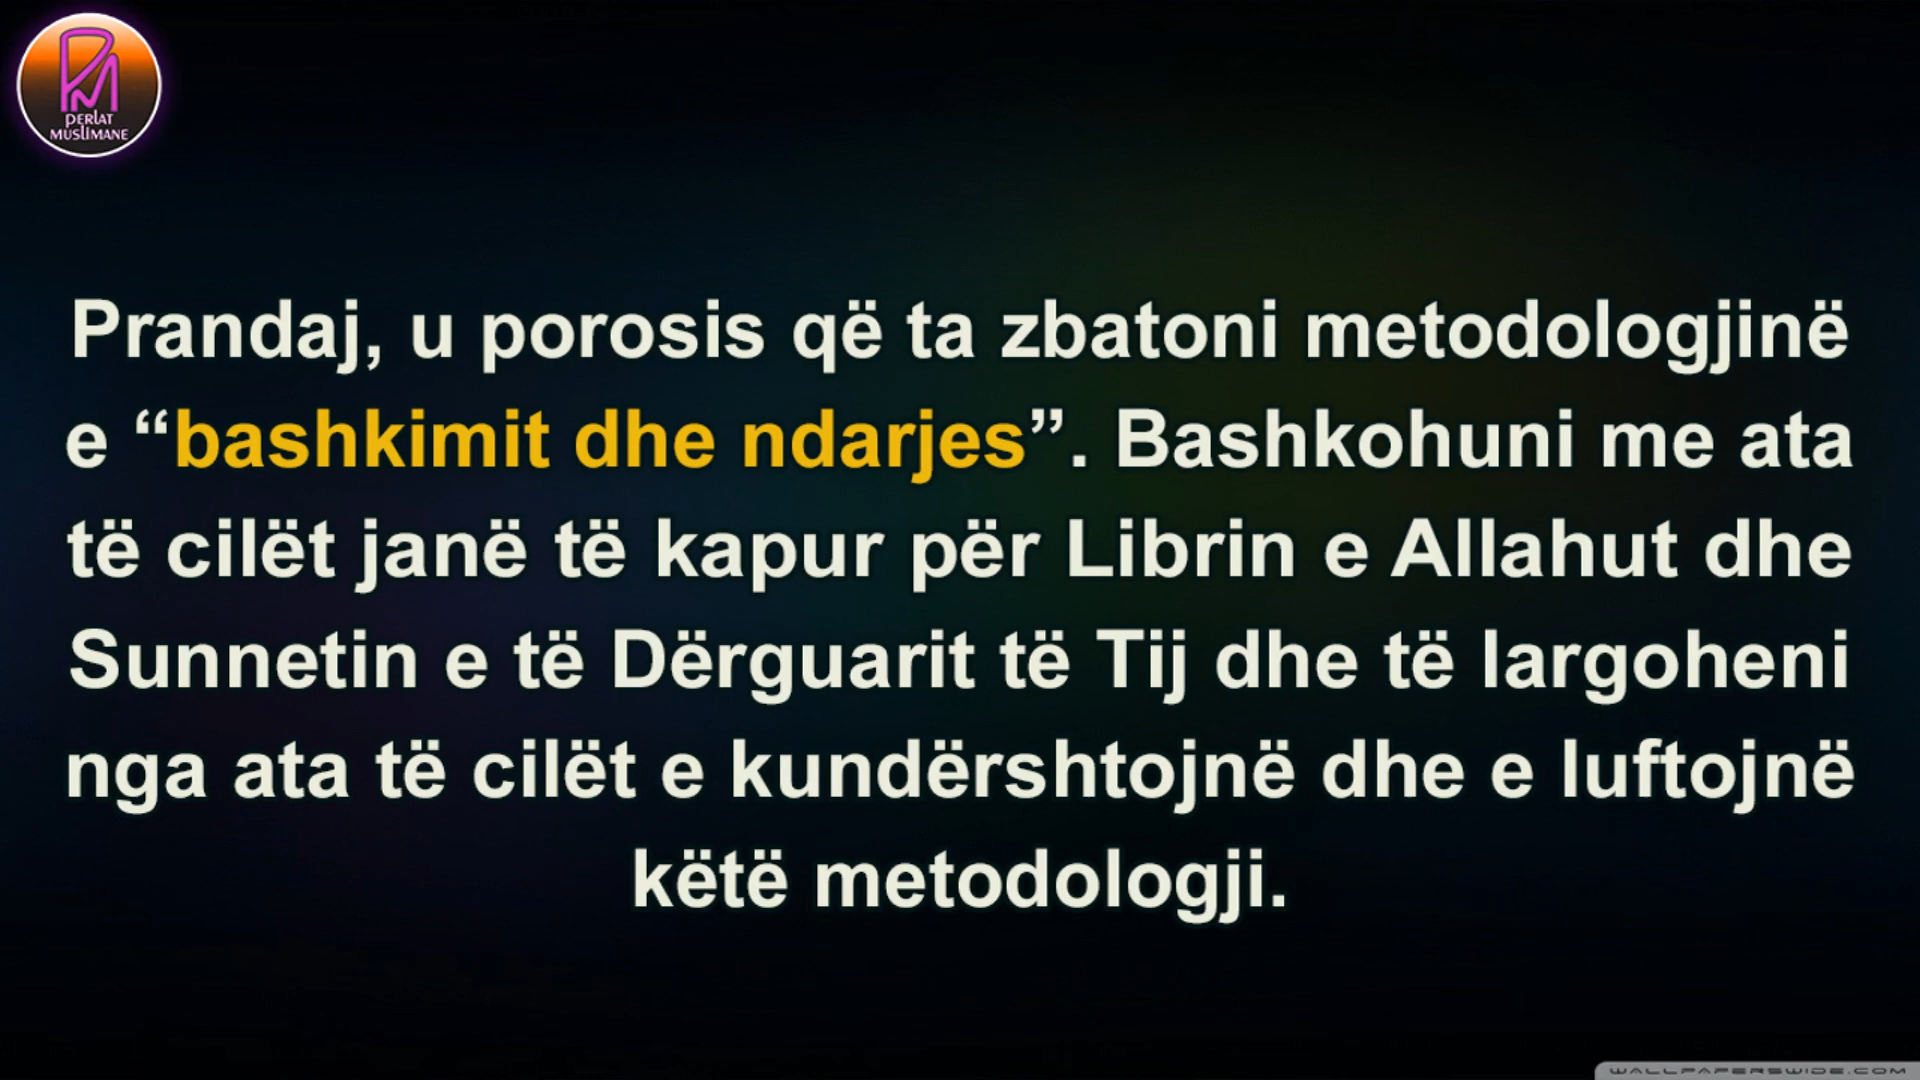 PERLAT
MUSLIMANE
Prandaj, u porosis që ta zbatoni metodologjinë
e “bashkimit dhe ndarjes”. Bashkohuni me ata
të cilët janë të kapur për Librin e Allahut dhe
Sunnetin e të Dërguarit të Tij dhe të largoheni
nga ata të cilët e kundërshtojnë dhe e luftojnë
këtë metodologji.
WALLPAPERSWIDE.COM